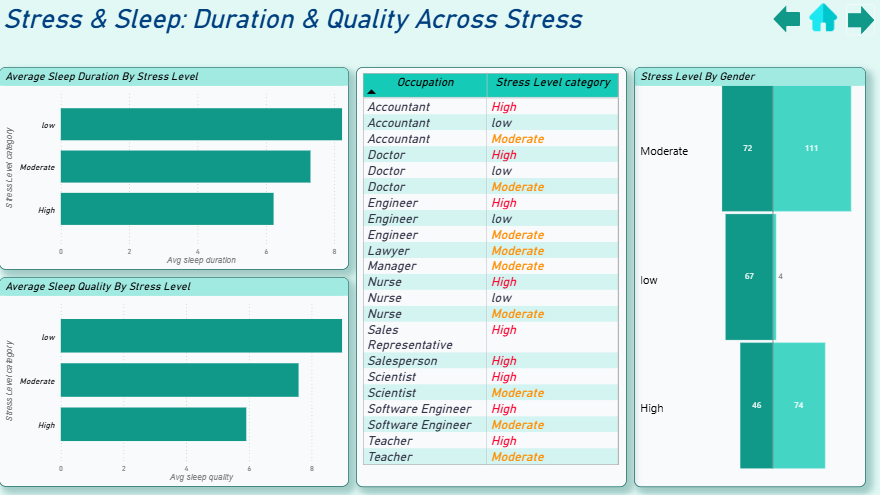 Stress & Sleep: Duration & Quality Across Stress
Average Sleep Duration By Stress Level
Stress Level category
low
Moderate
High
0 2 4 6 8
Avg sleep duration
Average Sleep Quality By Stress Level
Stress Level category
low
Moderate
High
0 2 4 6 8
Avg sleep quality
Occupation Stress Level category
Accountant High
Accountant low
Accountant Moderate
Doctor High
Doctor low
Doctor Moderate
Engineer High
Engineer low
Engineer Moderate
Lawyer Moderate
Manager Moderate
Nurse High
Nurse low
Nurse Moderate
Sales High
Representative
Salesperson High
Scientist High
Scientist Moderate
Software Engineer High
Software Engineer Moderate
Teacher High
Teacher Moderate
Stress Level By Gender
Moderate 72 111
low 67 4
High 46 74